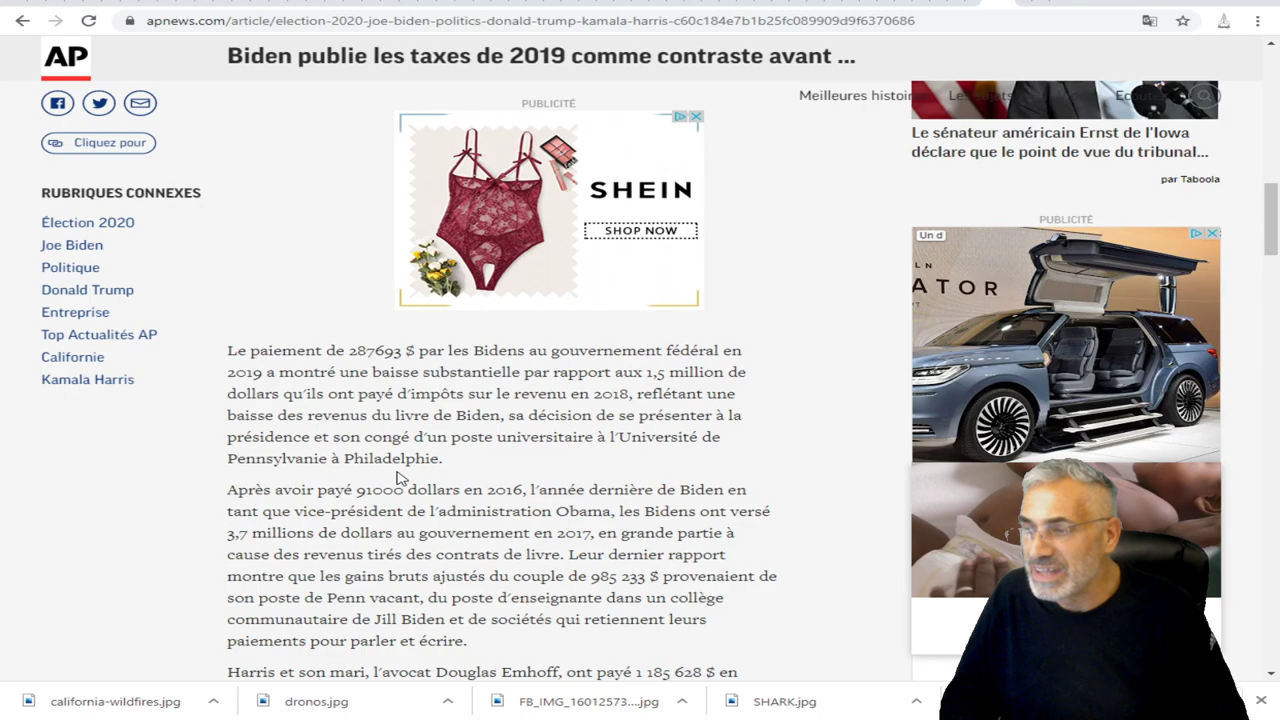 apnews.com/article/election-2020-joe-biden-politics-donald-trump-kamala-harris-c60c184e7b1b25fc089909d9f6370686
AP
Biden publie les taxes de 2019 comme contraste avant ...
Meilleures histoires
Cliquez pour
RUBRIQUES CONNEXES
Élection 2020
Joe Biden
Politique
Donald Trump
Entreprise
Top Actualités AP
Californie
Kamala Harris
PUBLICITÉ
SHEIN
SHOP NOW
Le paiement de 287693 $ par les Bidens au gouvernement fédéral en
2019 a montré une baisse substantielle par rapport aux 1,5 million de
dollars qu'ils ont payé d'impôts sur le revenu en 2018, reflétant une
baisse des revenus du livre de Biden, sa décision de se présenter à la
présidence et son congé d'un poste universitaire à l'Université de
Pennsylvanie à Philadelphie.
Après avoir payé 91000 dollars en 2016, l'année dernière de Biden en
tant que vice-président de l'administration Obama, les Bidens ont versé
3,7 millions de dollars au gouvernement en 2017, en grande partie à
cause des revenus tirés des contrats de livre. Leur dernier rapport
montre que les gains bruts ajustés du couple de 985 233 $ provenaient de
son poste de Penn vacant, du poste d'enseignante dans un collège
communautaire de Jill Biden et de sociétés qui retiennent leurs
paiements pour parler et écrire.
Harris et son mari, l'avocat Douglas Emhoff, ont payé 1 185 628 $ en
Le sénateur américain Ernst de l'Iowa
déclare que le point de vue du tribunal...
par Taboola
PUBLICITÉ
Un d
LN
ATOR
california-wildfires.jpg
dronos.jpg
FB_IMG_16012573....jpg
SHARK.jpg